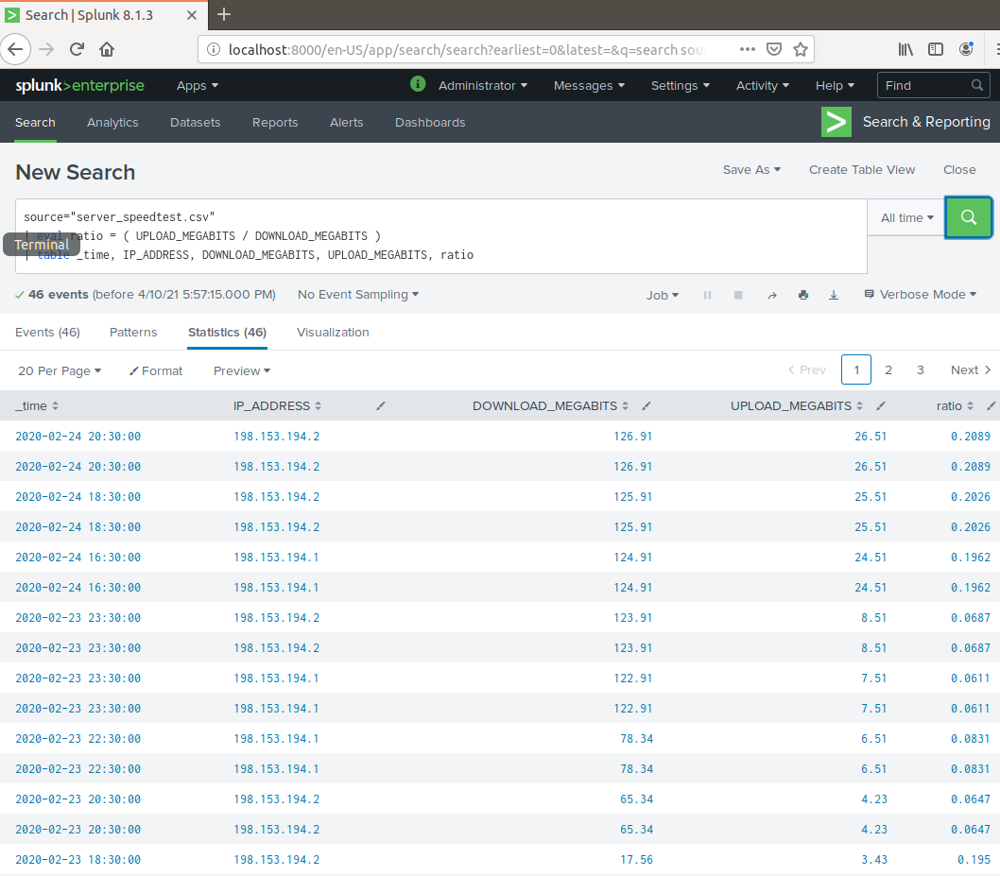 Search | Splunk 8.1.3
localhost:8000/en-US/app/search/search?earliest=0&latest=&q=search sou
splunk>enterprise Apps Administrator Messages Settings Activity Help Find
Search Analytics Datasets Reports Alerts Dashboards Search & Reporting
New Search Save As Create Table View Close
source="server_speedtest.csv"
| eval ratio = ( UPLOAD_MEGABITS / DOWNLOAD_MEGABITS ) All time
Terminal
| table _time, IP_ADDRESS, DOWNLOAD_MEGABITS, UPLOAD_MEGABITS, ratio
46 events (before 4/10/21 5:57:15.000 PM) No Event Sampling Job Verbose Mode
Events (46) Patterns Statistics (46) Visualization
20 Per Page Format Preview Prev 1 2 3 Next
_time IP_ADDRESS DOWNLOAD_MEGABITS UPLOAD_MEGABITS ratio
2020-02-24 20:30:00 198.153.194.2 126.91 26.51 0.2089
2020-02-24 20:30:00 198.153.194.2 126.91 26.51 0.2089
2020-02-24 18:30:00 198.153.194.2 125.91 25.51 0.2026
2020-02-24 18:30:00 198.153.194.2 125.91 25.51 0.2026
2020-02-24 16:30:00 198.153.194.1 124.91 24.51 0.1962
2020-02-24 16:30:00 198.153.194.1 124.91 24.51 0.1962
2020-02-23 23:30:00 198.153.194.2 123.91 8.51 0.0687
2020-02-23 23:30:00 198.153.194.2 123.91 8.51 0.0687
2020-02-23 23:30:00 198.153.194.1 122.91 7.51 0.0611
2020-02-23 23:30:00 198.153.194.1 122.91 7.51 0.0611
2020-02-23 22:30:00 198.153.194.1 78.34 6.51 0.0831
2020-02-23 22:30:00 198.153.194.1 78.34 6.51 0.0831
2020-02-23 20:30:00 198.153.194.2 65.34 4.23 0.0647
2020-02-23 20:30:00 198.153.194.2 65.34 4.23 0.0647
2020-02-23 18:30:00 198.153.194.2 17.56 3.43 0.195